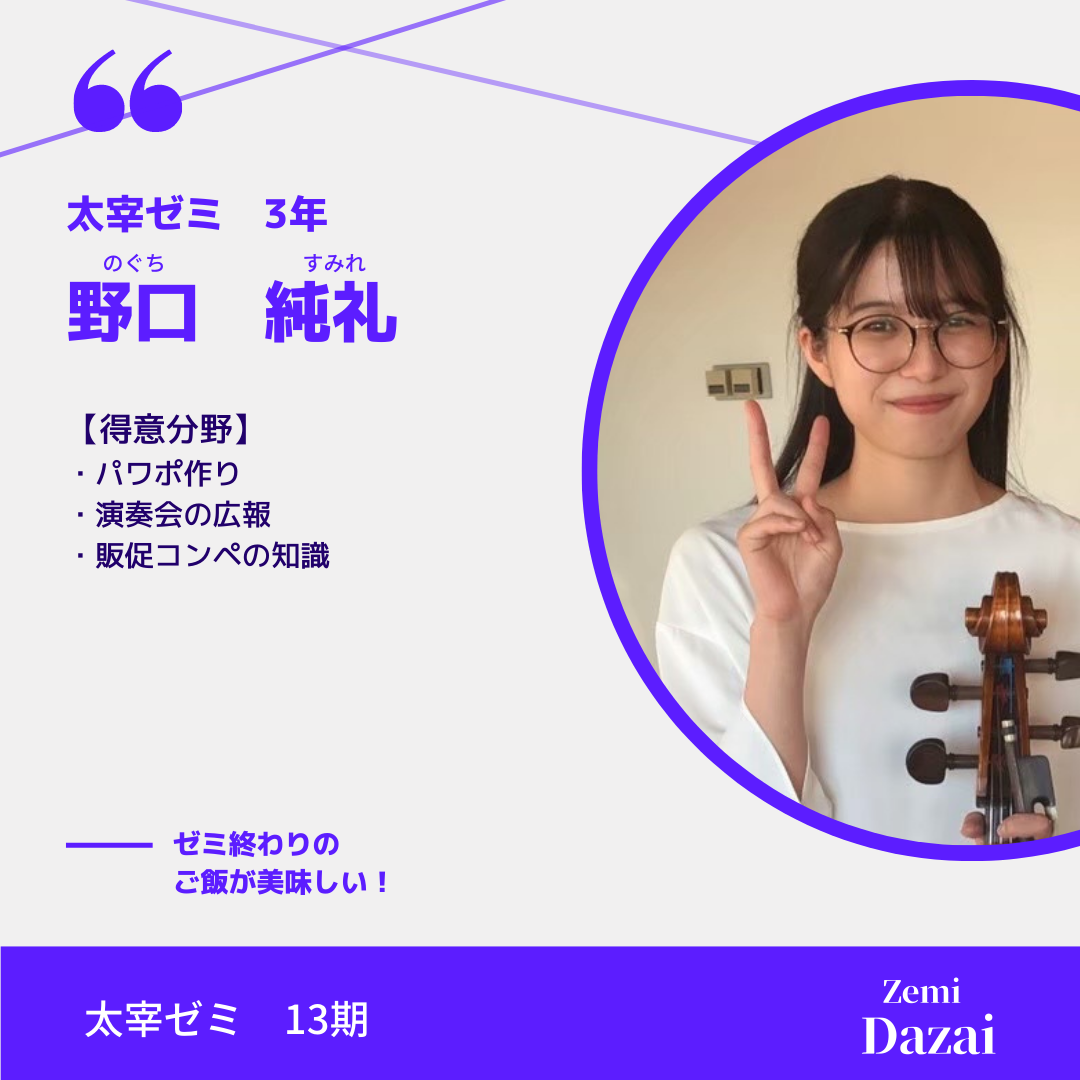 太宰ゼミ　3年
のぐち　すみれ
野口　純礼
【得意分野】
・パワポ作り
・演奏会の広報
・販促コンペの知識
ゼミ終わりの
ご飯が美味しい！
太宰ゼミ　13期
Zemi
Dazai